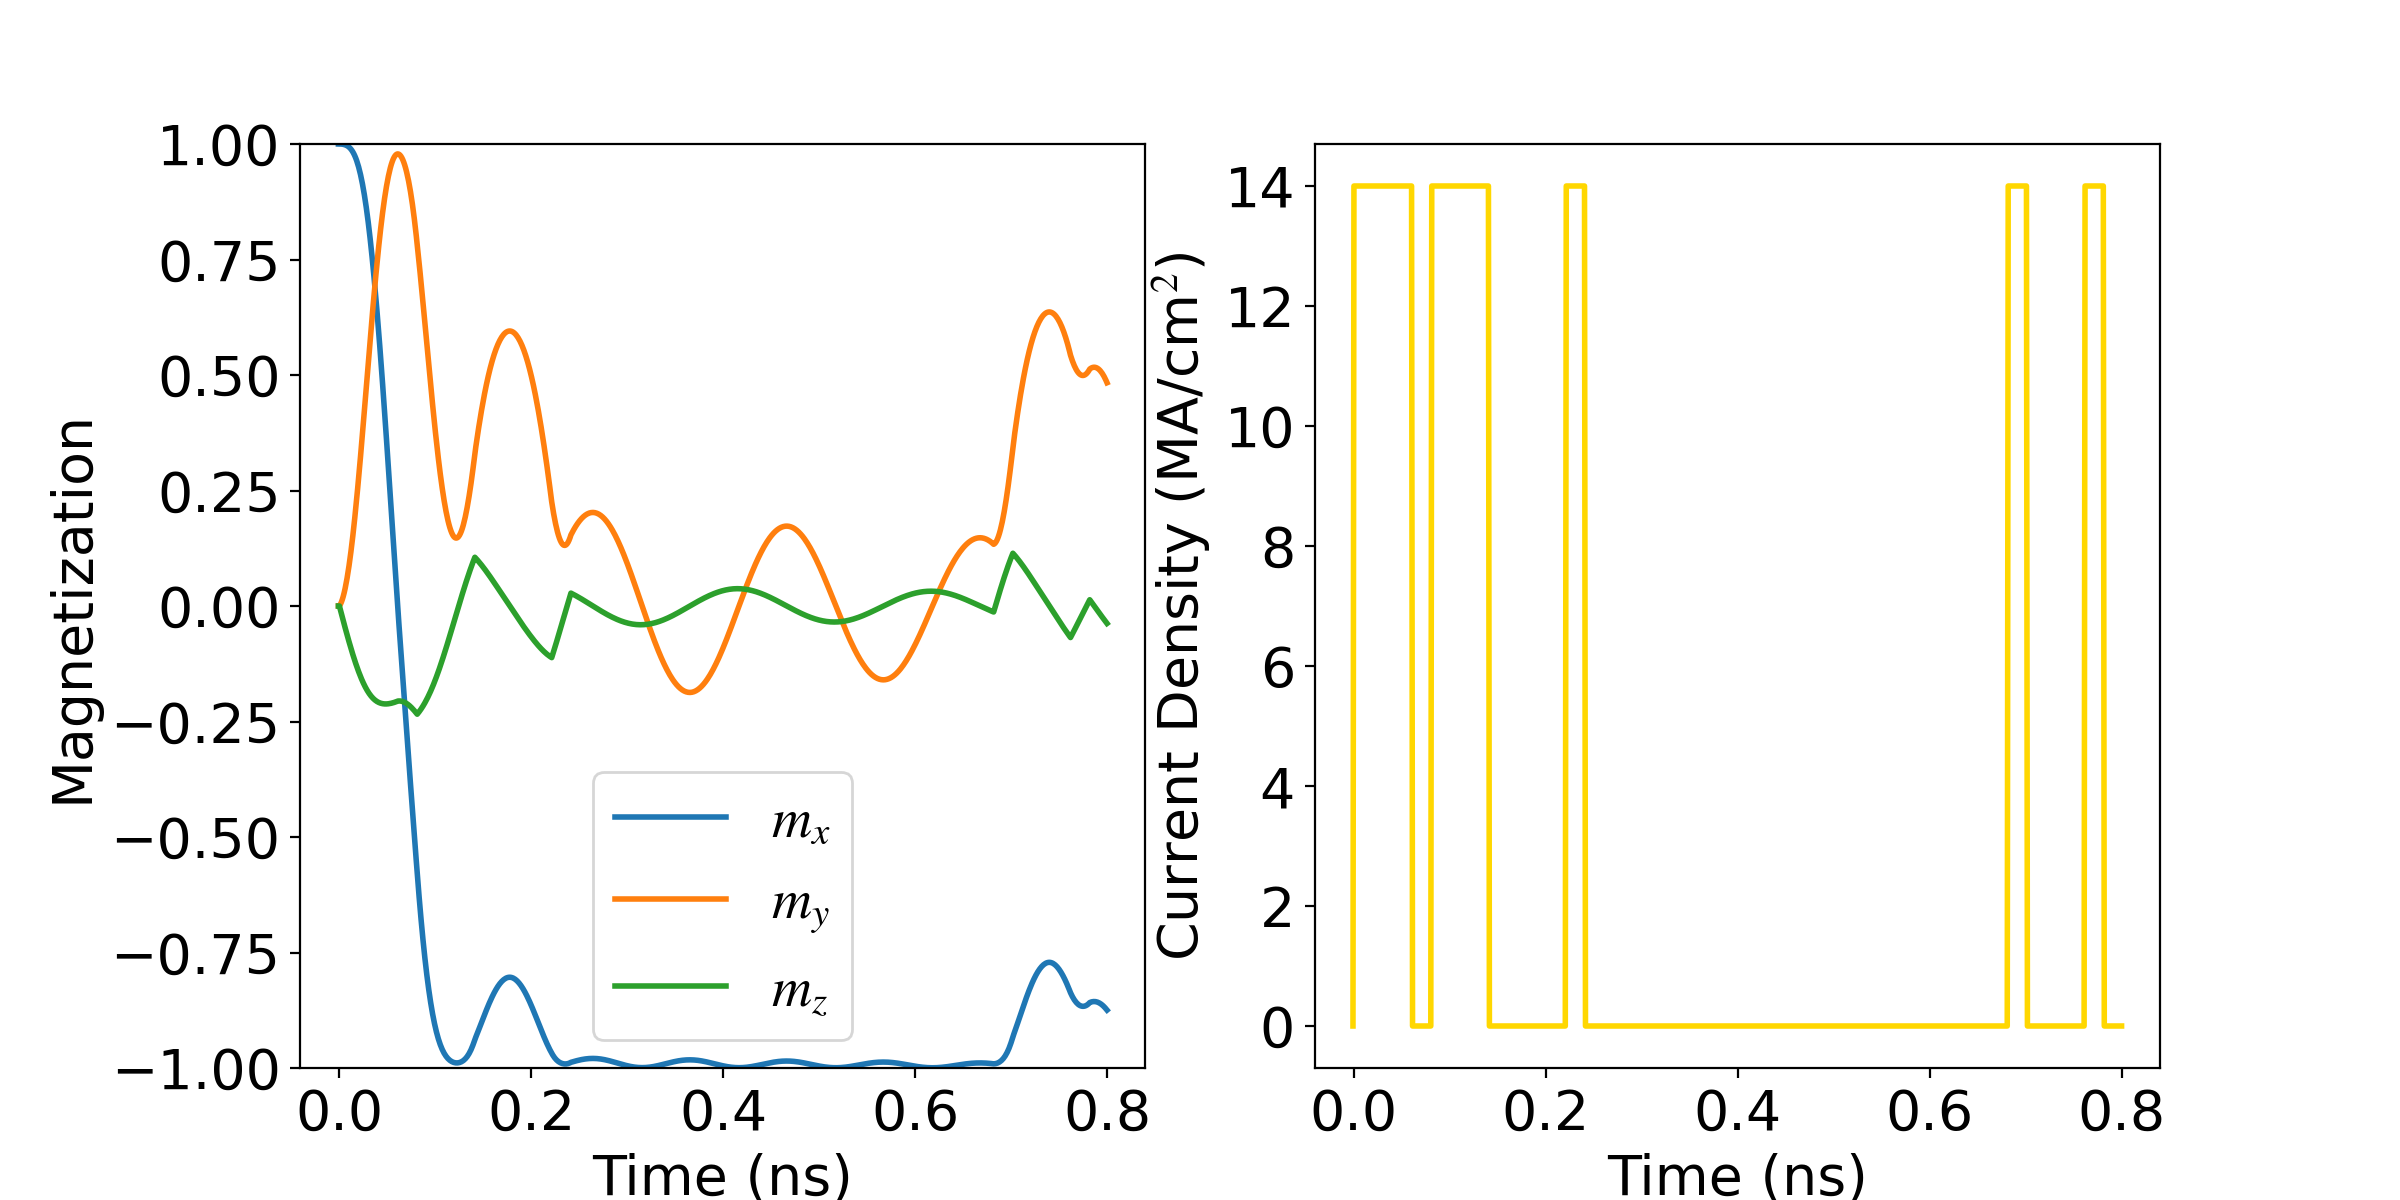 Magnetization
1.00
0.75
0.50
0.25
0.00
−0.25
−0.50
−0.75
−1.00
0.0 0.2 0.4 0.6 0.8
Time (ns)
m_x
m_y
m_z
Current Density (MA/cm²)
14
12
10
8
6
4
2
0
0.0 0.2 0.4 0.6 0.8
Time (ns)